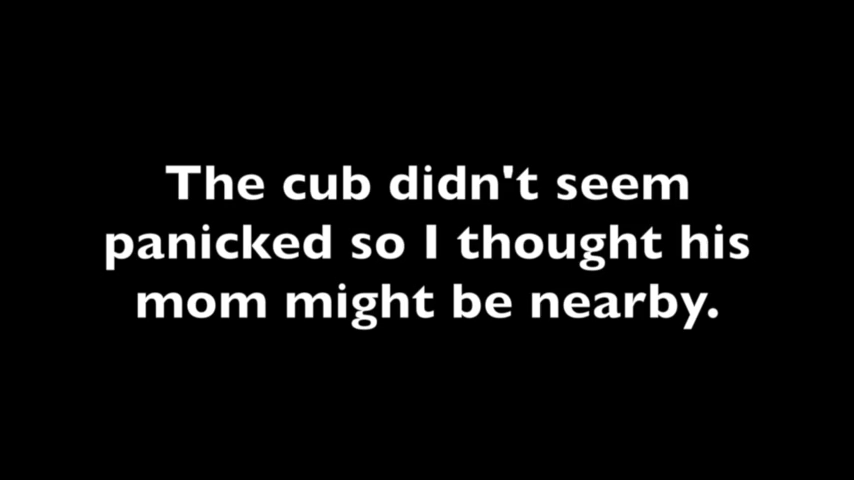 The cub didn't seem
panicked so I thought his
mom might be nearby.